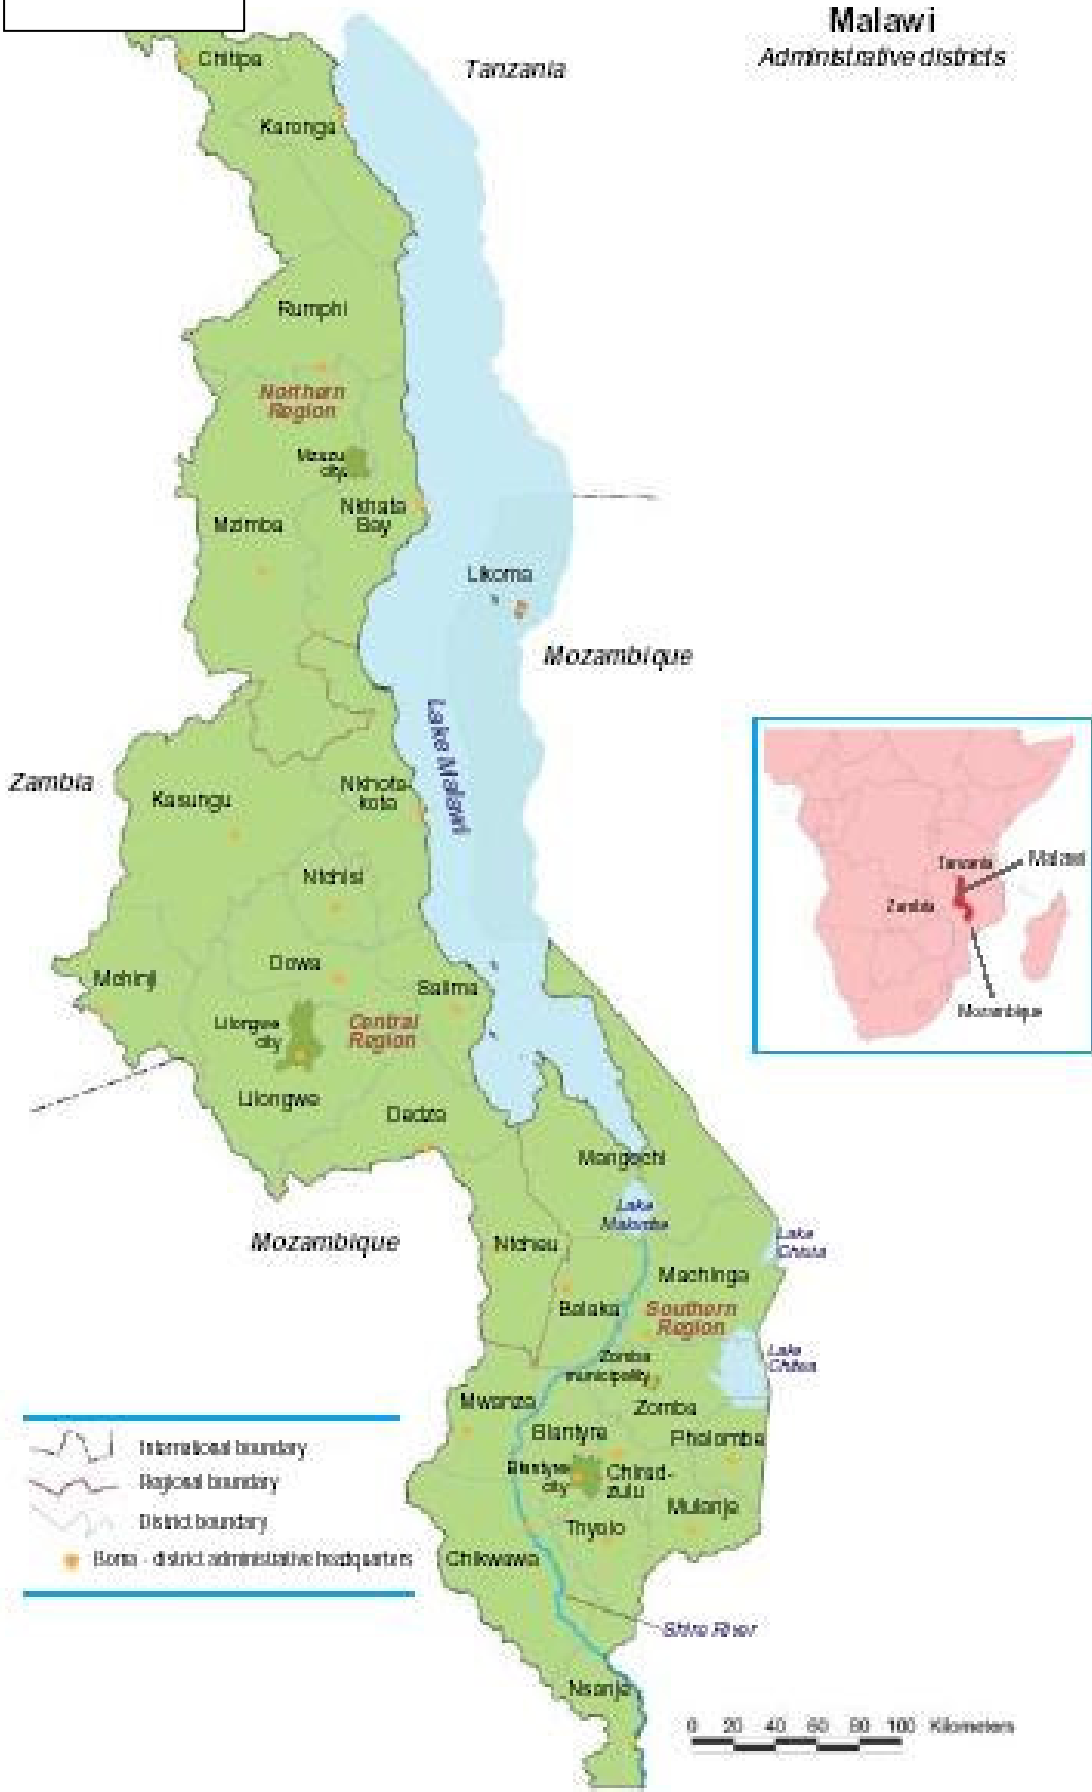 Malawi
Administrative districts
Tanzania
Chitipa
Karonga
Rumphi
Northern
Region
Mzuzu
city
Nkhata
Bay
Mzimba
Likoma
Mozambique
Lake Malawi
Zambia
Kasungu
Nkhota-
kota
Ntchisi
Tanzania
Malawi
Zambia
Mozambique
Dowa
Mchinji
Salima
Lilongwe
city
Central
Region
Lilongwe
Dedza
Mangochi
Lake
Malombe
Mozambique
Ntcheu
Lake
Chiuta
Machinga
Balaka
Southern
Region
Lake
Chilwa
Zomba
municipality
Mwanza
Zomba
Blantyre
Phalombe
Blantyre
city
Chirad-
zulu
Mulanje
Thyolo
Chikwawa
International boundary
Regional boundary
District boundary
Boma - district administrative headquarters
Shire River
Nsanje
0 20 40 60 80 100 Kilometers